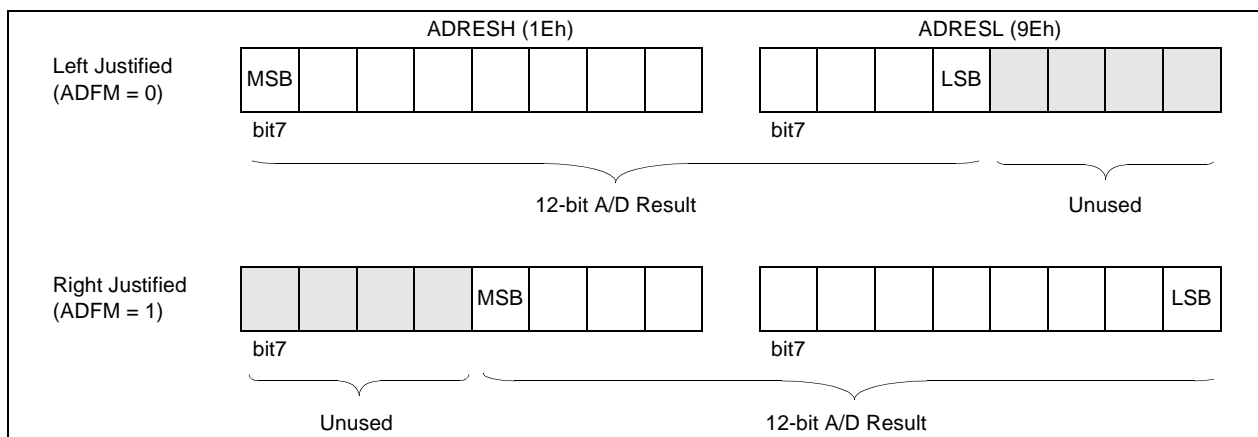 ADRESH (1Eh) ADRESL (9Eh)
Left Justified
(ADFM = 0)
MSB LSB
bit7 bit7
12-bit A/D Result Unused
Right Justified
(ADFM = 1)
MSB LSB
bit7 bit7
Unused 12-bit A/D Result